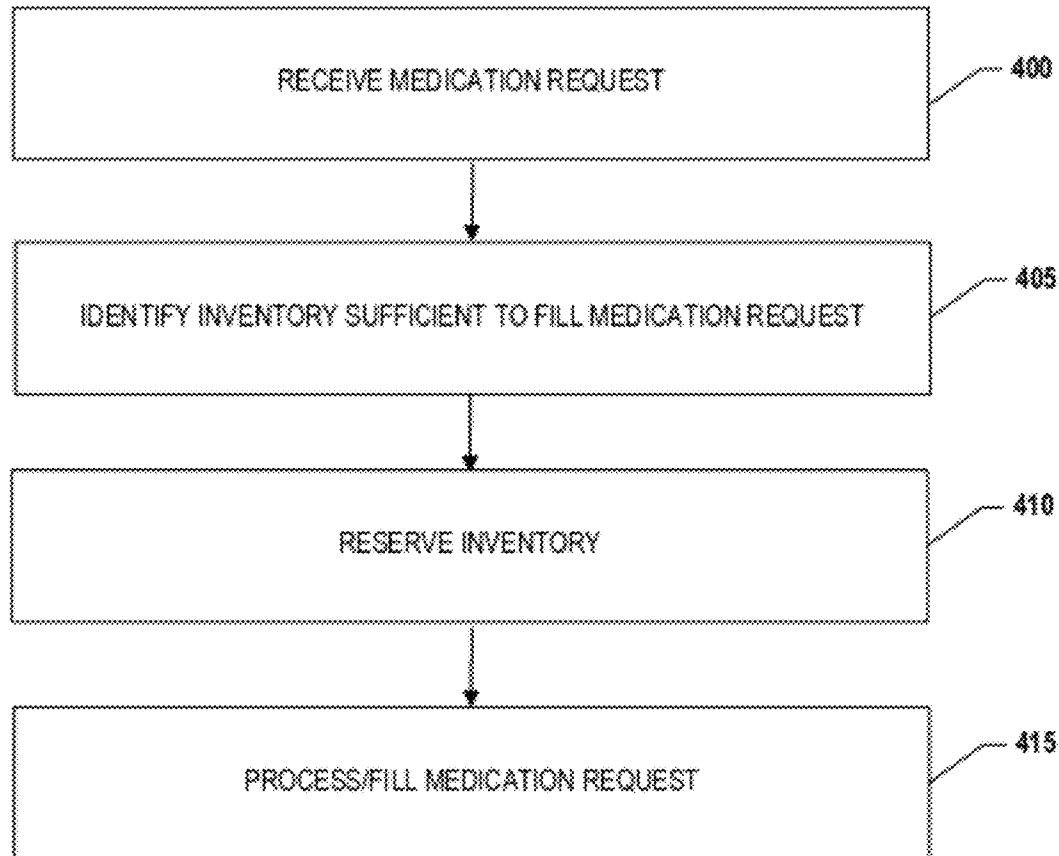 RECEIVE MEDICATION REQUEST
400
IDENTIFY INVENTORY SUFFICIENT TO FILL MEDICATION REQUEST
405
RESERVE INVENTORY
410
PROCESS/FILL MEDICATION REQUEST
415